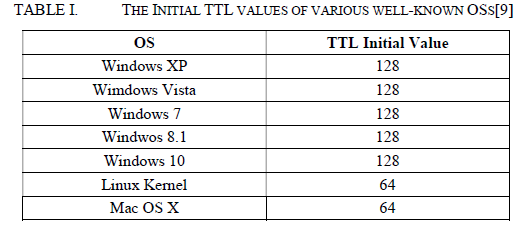 TABLE I. THE INITIAL TTL VALUES OF VARIOUS WELL-KNOWN OSS[9]
OS TTL Initial Value
Windows XP 128
Wimdows Vista 128
Windows 7 128
Windwos 8.1 128
Windows 10 128
Linux Kernel 64
Mac OS X 64